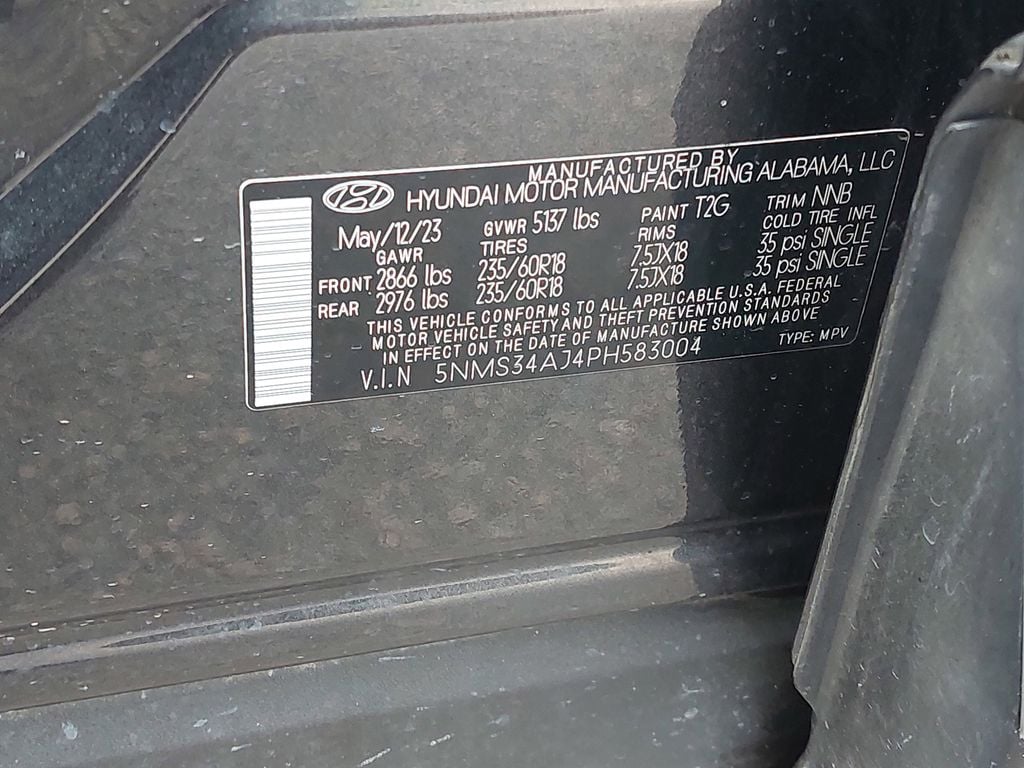 MANUFACTURED BY
HYUNDAI MOTOR MANUFACTURING ALABAMA, LLC
May/12/23 GVWR 5137 lbs PAINT T2G TRIM NNB
GAWR TIRES RIMS COLD TIRE INFL
FRONT 2866 lbs 235/60R18 7.5JX18 35 psi SINGLE
REAR 2976 lbs 235/60R18 7.5JX18 35 psi SINGLE
THIS VEHICLE CONFORMS TO ALL APPLICABLE U.S.A. FEDERAL
MOTOR VEHICLE SAFETY AND THEFT PREVENTION STANDARDS
IN EFFECT ON THE DATE OF MANUFACTURE SHOWN ABOVE
V.I.N 5NMS34AJ4PH583004 TYPE: MPV